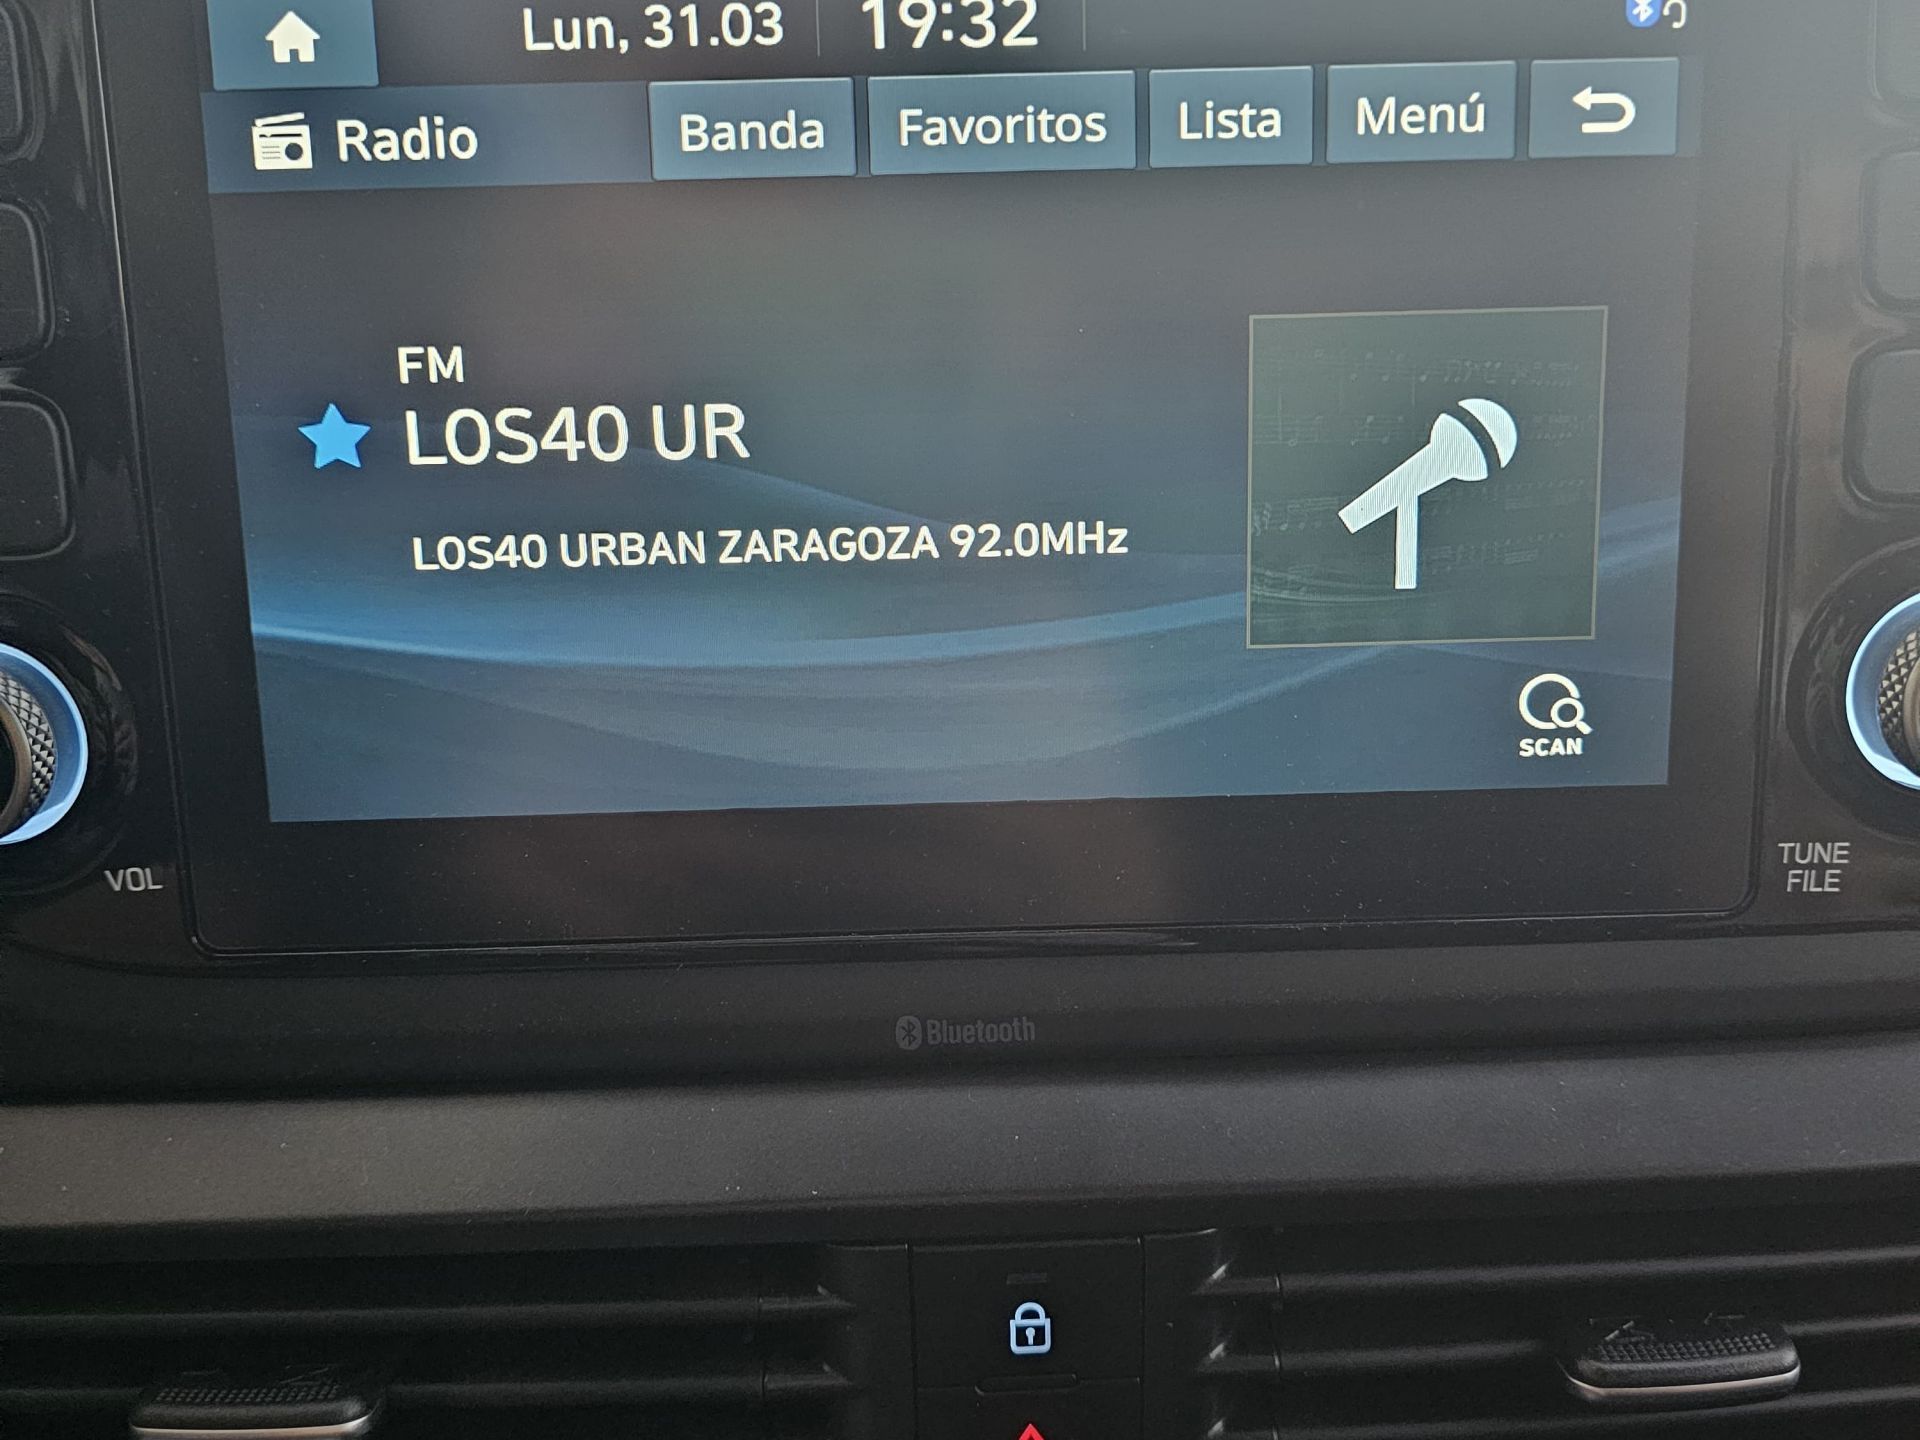 Lun, 31.03 19:32
Radio Banda Favoritos Lista Menú
FM
LOS40 UR
LOS40 URBAN ZARAGOZA 92.0MHz
SCAN
VOL
TUNE
FILE
Bluetooth